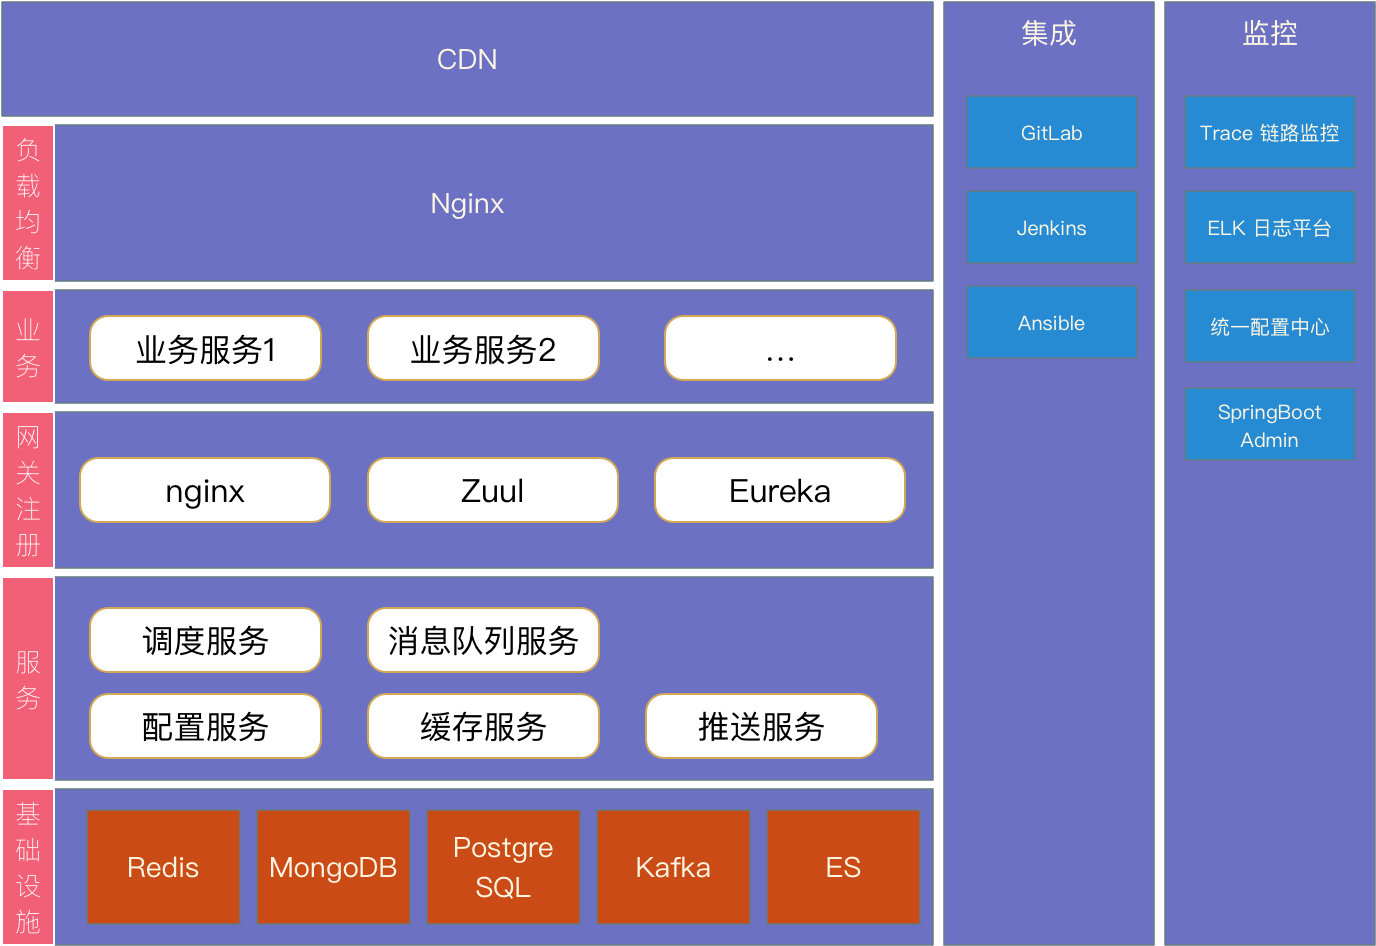 CDN
负载均衡
Nginx
业务
业务服务1
业务服务2
...
网关注册
nginx
Zuul
Eureka
服务
调度服务
消息队列服务
配置服务
缓存服务
推送服务
基础设施
Redis
MongoDB
Postgre
SQL
Kafka
ES
集成
GitLab
Jenkins
Ansible
监控
Trace 链路监控
ELK 日志平台
统一配置中心
SpringBoot
Admin